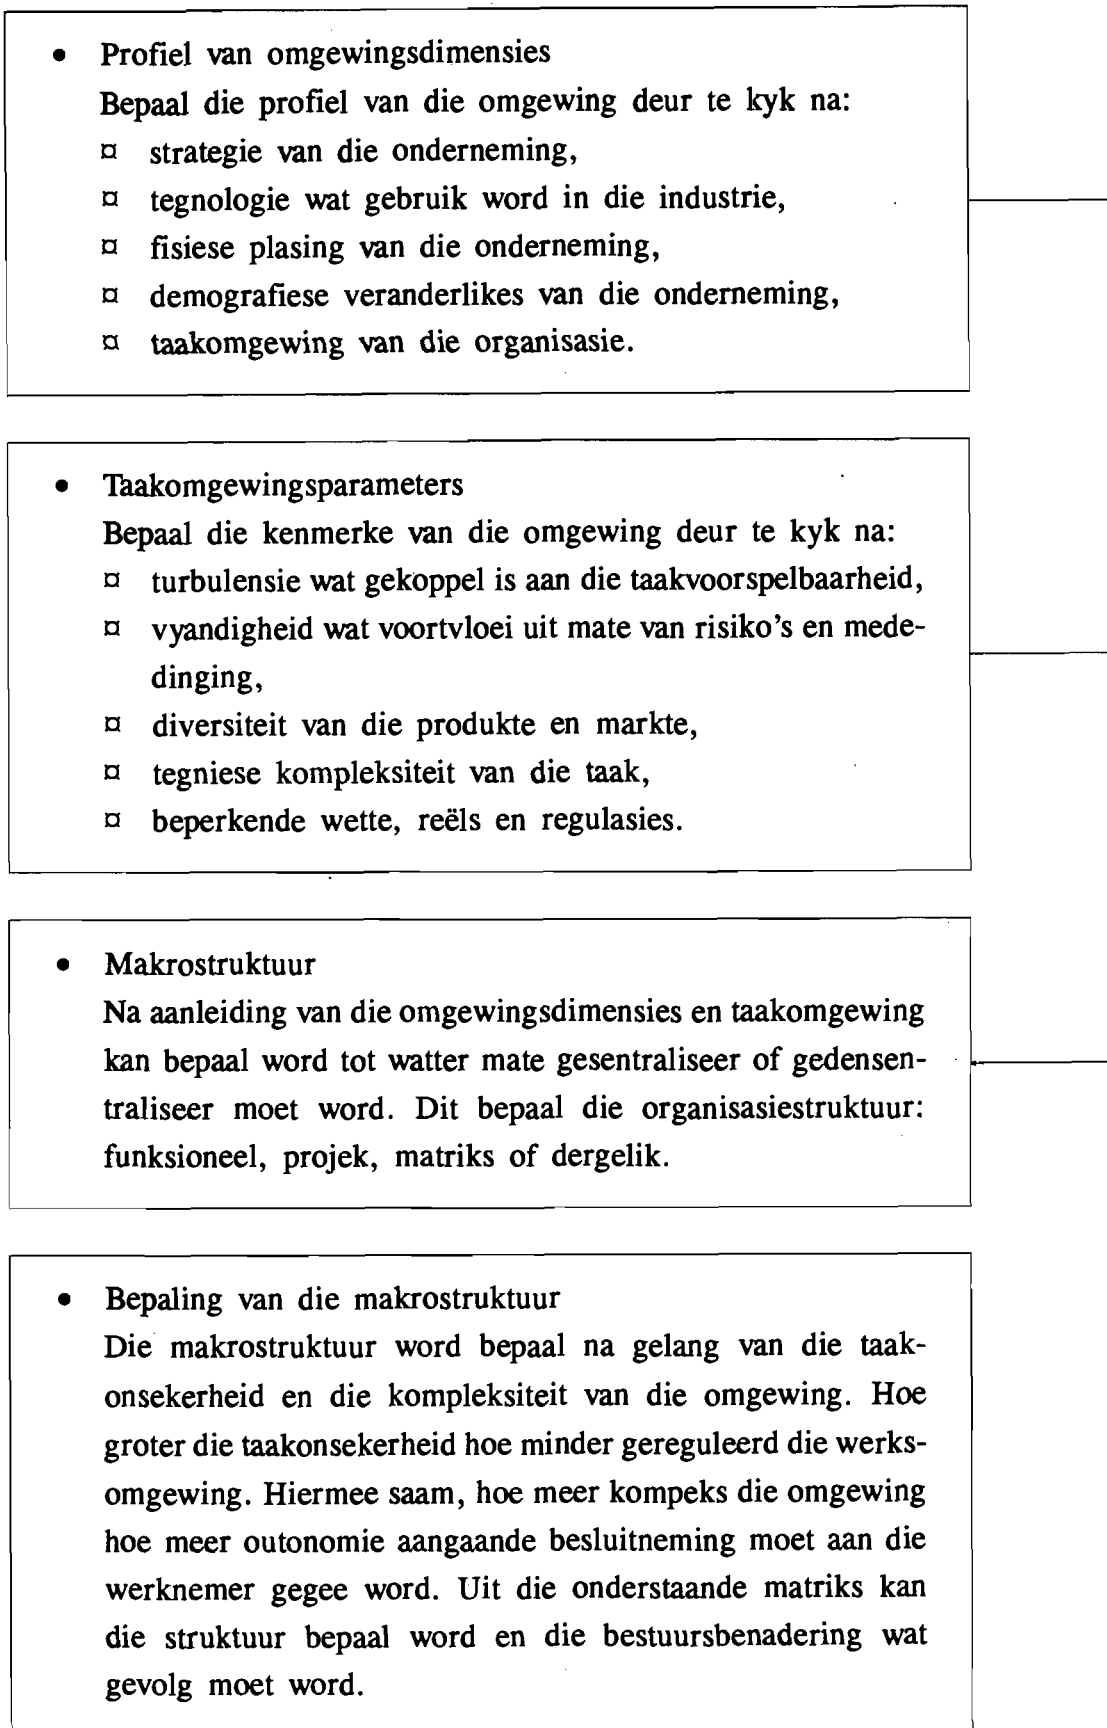 • Profiel van omgewingsdimensies
Bepaal die profiel van die omgewing deur te kyk na:
¤ strategie van die onderneming,
¤ tegnologie wat gebruik word in die industrie,
¤ fisiese plasing van die onderneming,
¤ demografiese veranderlikes van die onderneming,
¤ taakomgewing van die organisasie.
• Taakomgewingsparameters
Bepaal die kenmerke van die omgewing deur te kyk na:
¤ turbulensie wat gekoppel is aan die taakvoorspelbaarheid,
¤ vyandigheid wat voortvloei uit mate van risiko's en mede-
dinging,
¤ diversiteit van die produkte en markte,
¤ tegniese kompleksiteit van die taak,
¤ beperkende wette, reëls en regulasies.
• Makrostruktuur
Na aanleiding van die omgewingsdimensies en taakomgewing
kan bepaal word tot watter mate gesentraliseer of gedensen-
traliseer moet word. Dit bepaal die organisasiestruktuur:
funksioneel, projek, matriks of dergelik.
• Bepaling van die makrostruktuur
Die makrostruktuur word bepaal na gelang van die taak-
onsekerheid en die kompleksiteit van die omgewing. Hoe
groter die taakonsekerheid hoe minder gereguleerd die werks-
omgewing. Hiermee saam, hoe meer kompeks die omgewing
hoe meer outonomie aangaande besluitneming moet aan die
werknemer gegee word. Uit die onderstaande matriks kan
die struktuur bepaal word en die bestuursbenadering wat
gevolg moet word.